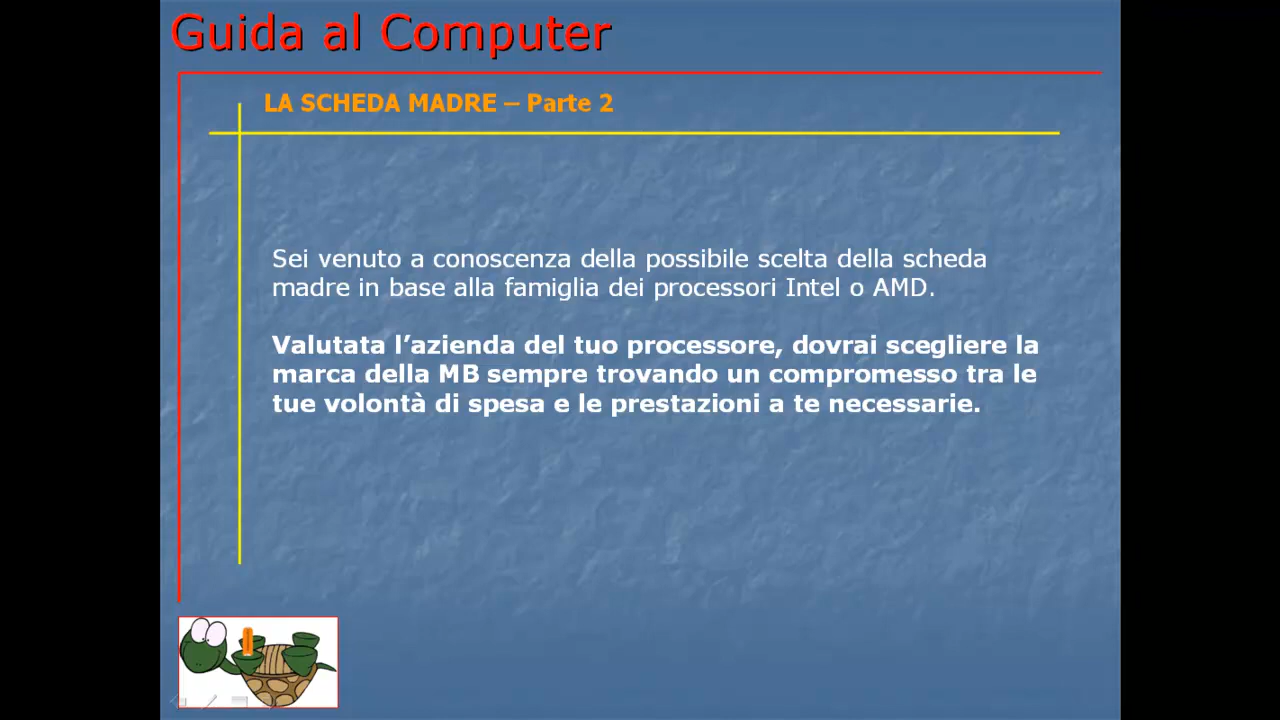 Guida al Computer
LA SCHEDA MADRE – Parte 2
Sei venuto a conoscenza della possibile scelta della scheda
madre in base alla famiglia dei processori Intel o AMD.
Valutata l’azienda del tuo processore, dovrai scegliere la
marca della MB sempre trovando un compromesso tra le
tue volontà di spesa e le prestazioni a te necessarie.